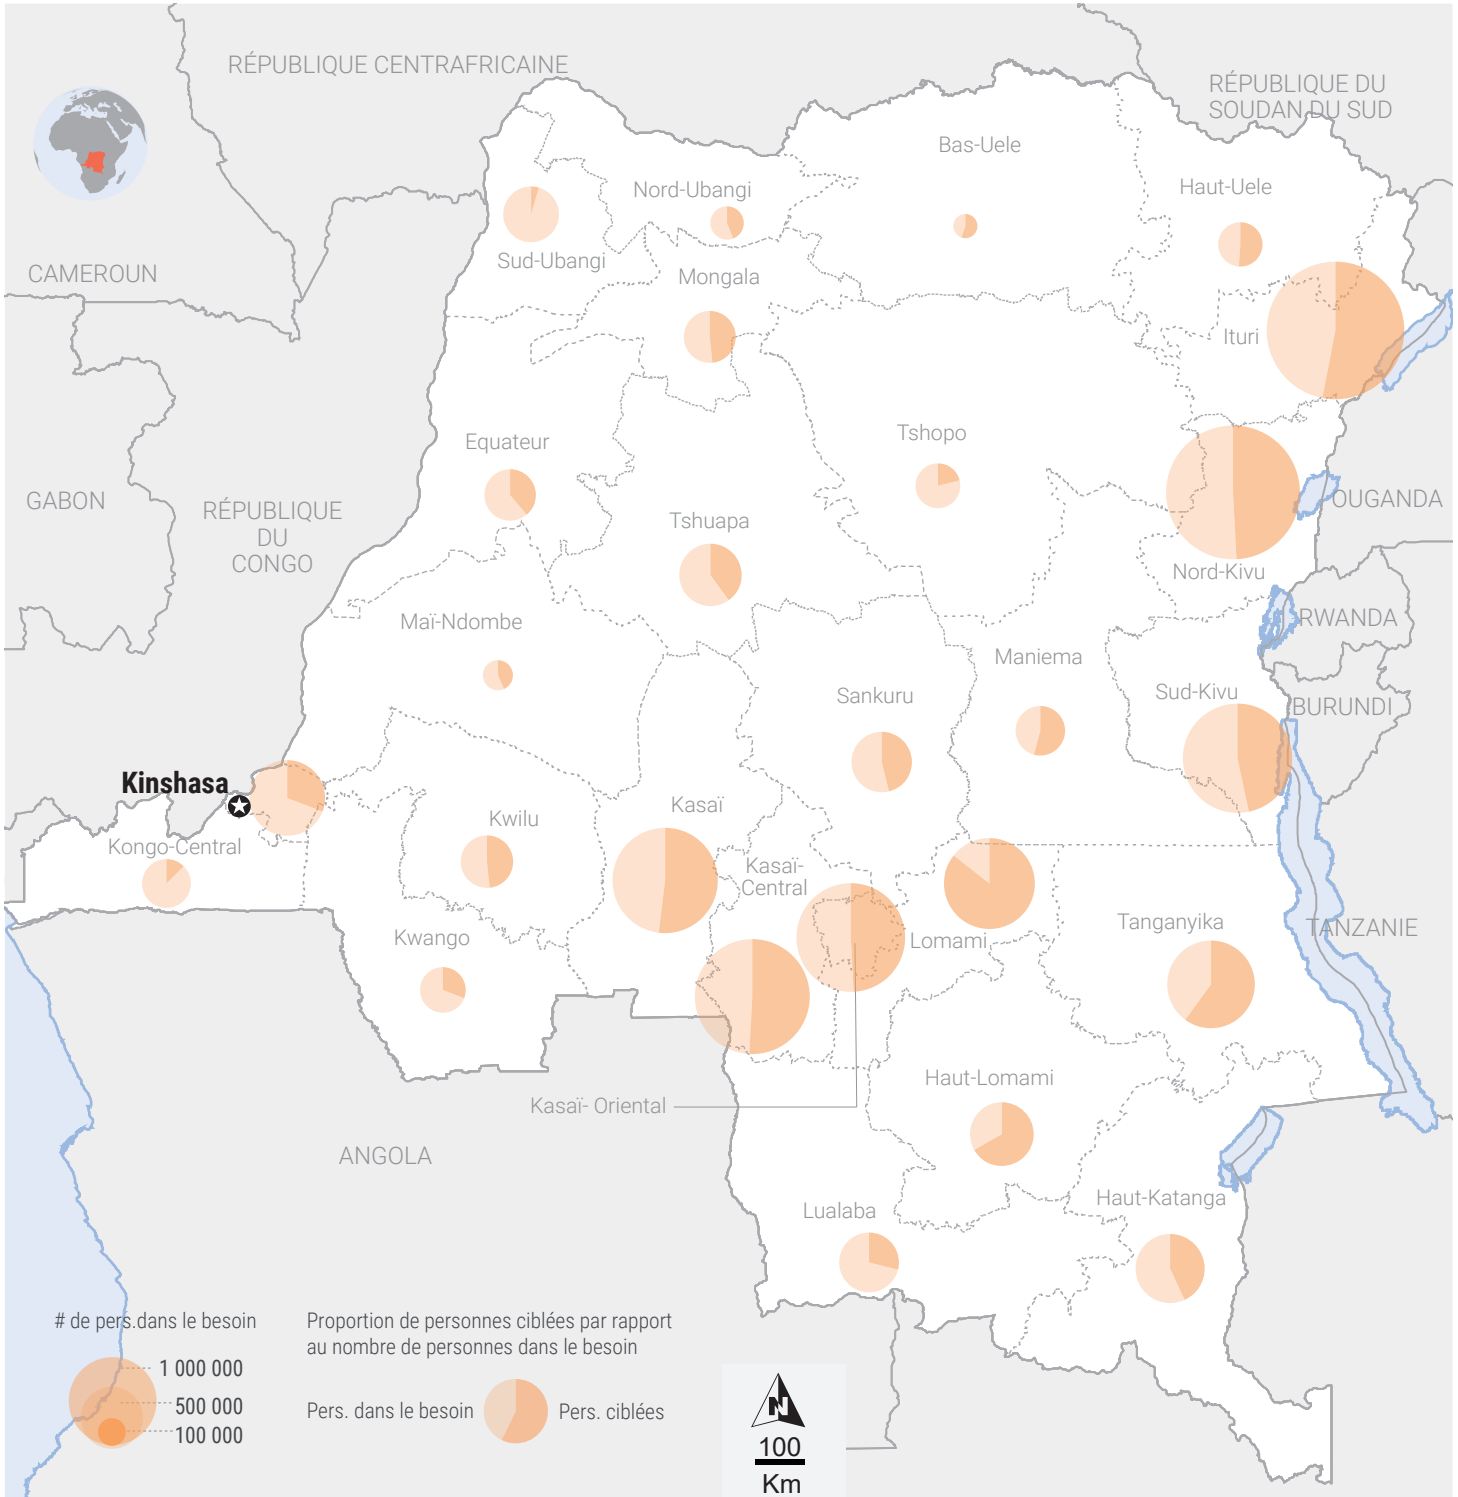 RÉPUBLIQUE CENTRAFRICAINE
RÉPUBLIQUE DU
SOUDAN DU SUD
Bas-Uele
Nord-Ubangi
Haut-Uele
Sud-Ubangi
CAMEROUN
Mongala
Ituri
Equateur
Tshopo
GABON
RÉPUBLIQUE
DU
CONGO
OUGANDA
Tshuapa
Nord-Kivu
Maï-Ndombe
RWANDA
Maniema
Sankuru
Sud-Kivu
BURUNDI
Kinshasa
Kasaï
Kwilu
Kongo-Central
Kasaï-
Central
Tanganyika
TANZANIE
Kwango
Lomami
Haut-Lomami
Kasaï- Oriental
ANGOLA
Haut-Katanga
Lualaba
# de pers.dans le besoin
1 000 000
500 000
100 000
Proportion de personnes ciblées par rapport
au nombre de personnes dans le besoin
Pers. dans le besoin
Pers. ciblées
N
100
Km